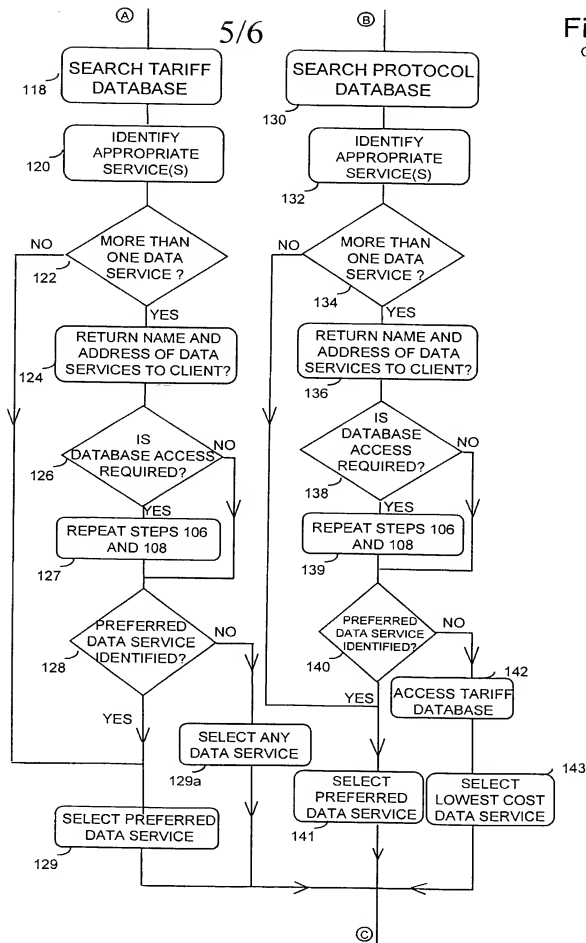 A
B
5/6
Fi
SEARCH TARIFF
DATABASE
118
IDENTIFY
APPROPRIATE
SERVICE(S)
120
NO
MORE THAN
ONE DATA
SERVICE ?
122
YES
RETURN NAME AND
ADDRESS OF DATA
SERVICES TO CLIENT?
124
IS
DATABASE ACCESS
REQUIRED?
NO
126
YES
REPEAT STEPS 106
AND 108
127
PREFERRED
DATA SERVICE
IDENTIFIED?
NO
128
YES
SELECT ANY
DATA SERVICE
129a
SELECT PREFERRED
DATA SERVICE
129
SEARCH PROTOCOL
DATABASE
130
IDENTIFY
APPROPRIATE
SERVICE(S)
132
NO
MORE THAN
ONE DATA
SERVICE ?
134
YES
RETURN NAME AND
ADDRESS OF DATA
SERVICES TO CLIENT?
136
IS
DATABASE
ACCESS
REQUIRED?
NO
138
YES
REPEAT STEPS 106
AND 108
139
PREFERRED
DATA SERVICE
IDENTIFIED?
NO
140
YES
142
ACCESS TARIFF
DATABASE
SELECT
PREFERRED
DATA SERVICE
141
143
SELECT
LOWEST COST
DATA SERVICE
C